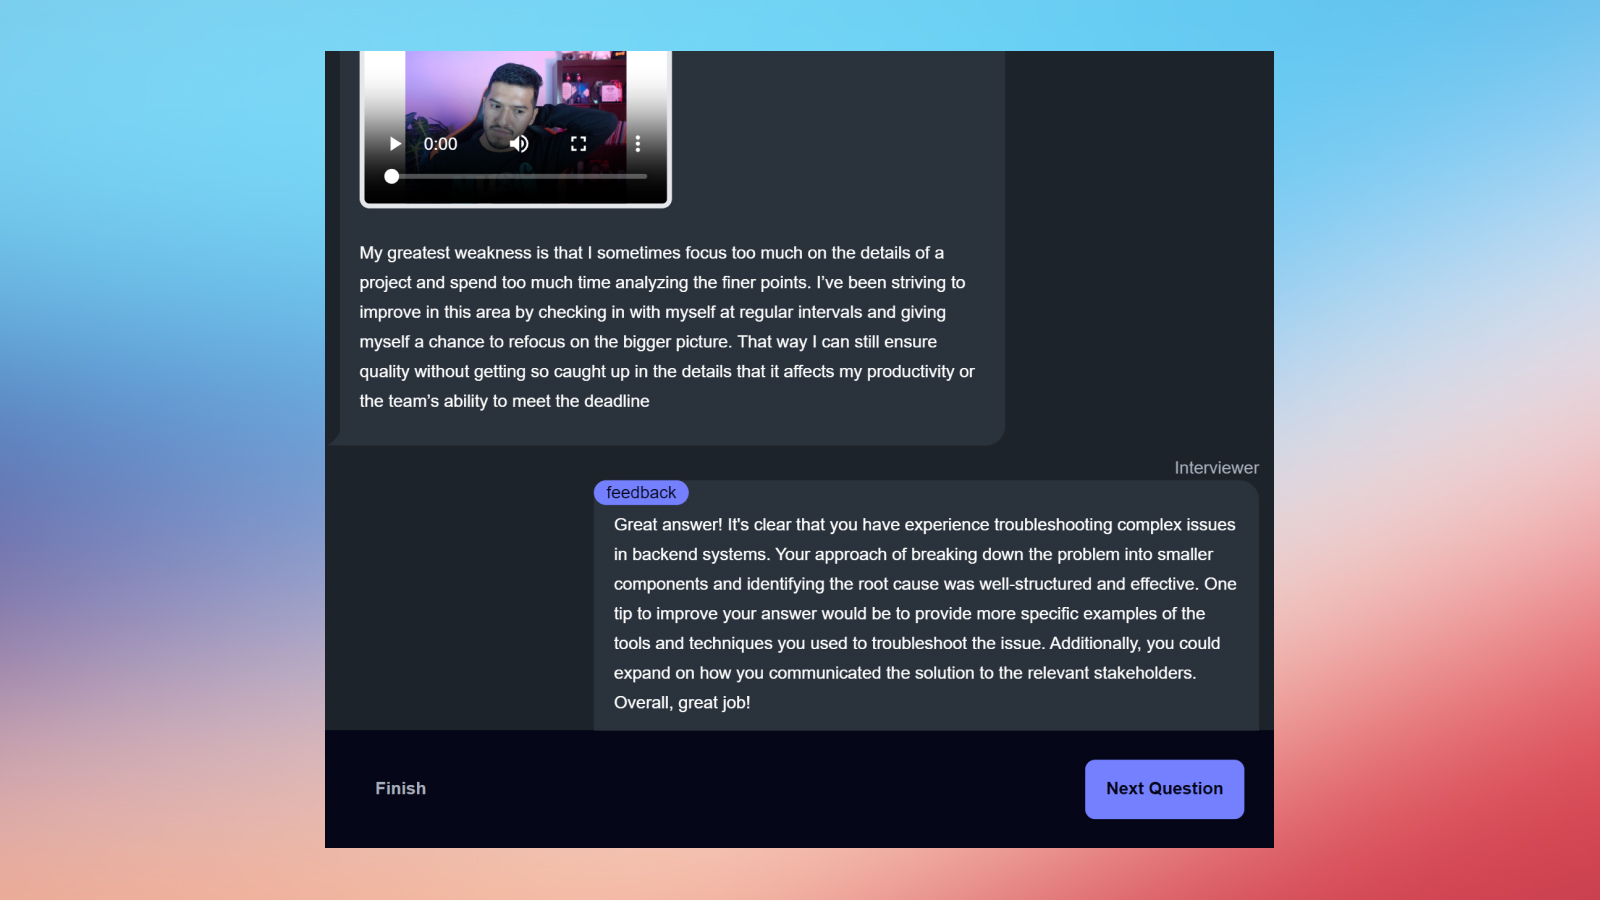 0:00
My greatest weakness is that I sometimes focus too much on the details of a
project and spend too much time analyzing the finer points. I’ve been striving to
improve in this area by checking in with myself at regular intervals and giving
myself a chance to refocus on the bigger picture. That way I can still ensure
quality without getting so caught up in the details that it affects my productivity or
the team’s ability to meet the deadline
Interviewer
feedback
Great answer! It's clear that you have experience troubleshooting complex issues
in backend systems. Your approach of breaking down the problem into smaller
components and identifying the root cause was well-structured and effective. One
tip to improve your answer would be to provide more specific examples of the
tools and techniques you used to troubleshoot the issue. Additionally, you could
expand on how you communicated the solution to the relevant stakeholders.
Overall, great job!
Finish
Next Question